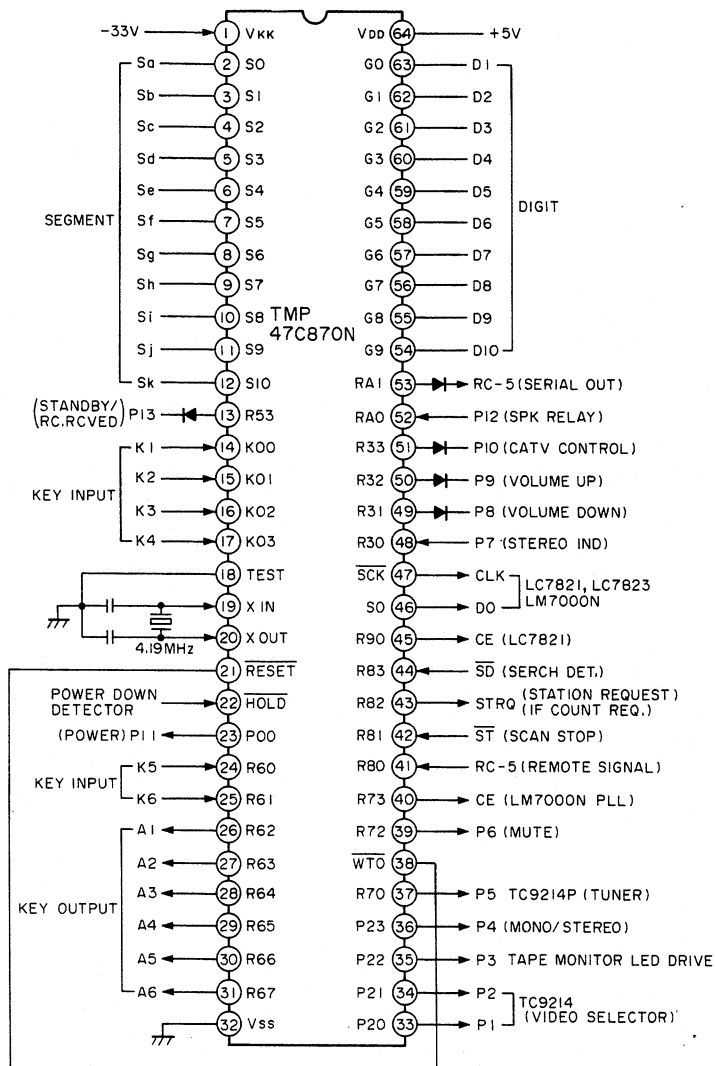 -33V 1 VKK VDD 64 +5V
Sa 2 S0 G0 63 D1
Sb 3 S1 G1 62 D2
Sc 4 S2 G2 61 D3
Sd 5 S3 G3 60 D4
Se 6 S4 G4 59 D5
SEGMENT DIGIT
Sf 7 S5 G5 58 D6
Sg 8 S6 G6 57 D7
Sh 9 S7 G7 56 D8
Si 10 S8 G8 55 D9
TMP
47C870N
Sj 11 S9 G9 54 D10
Sk 12 S10 RA1 53 RC-5 (SERIAL OUT)
(STANDBY/
RC.RCVED) P13 13 R53 RA0 52 P12 (SPK RELAY)
K1 14 K00 R33 51 P10 (CATV CONTROL)
K2 15 K01 R32 50 P9 (VOLUME UP)
KEY INPUT
K3 16 K02 R31 49 P8 (VOLUME DOWN)
K4 17 K03 R30 48 P7 (STEREO IND)
18 TEST SCK 47 CLK
LC7821, LC7823
LM7000N
19 X IN SO 46 DO
4.19MHz
20 X OUT R90 45 CE (LC7821)
21 RESET R83 44 SD (SERCH DET.)
POWER DOWN
DETECTOR 22 HOLD R82 43 STRQ (STATION REQUEST)
(IF COUNT REQ.)
(POWER) P11 23 P00 R81 42 ST (SCAN STOP)
K5 24 R60 R80 41 RC-5 (REMOTE SIGNAL)
KEY INPUT
K6 25 R61 R73 40 CE (LM7000N PLL)
A1 26 R62 R72 39 P6 (MUTE)
A2 27 R63 WTO 38
A3 28 R64 R70 37 P5 TC9214P (TUNER)
KEY OUTPUT
A4 29 R65 P23 36 P4 (MONO/STEREO)
A5 30 R66 P22 35 P3 TAPE MONITOR LED DRIVE
A6 31 R67 P21 34 P2
TC9214
(VIDEO SELECTOR)
32 Vss P20 33 P1